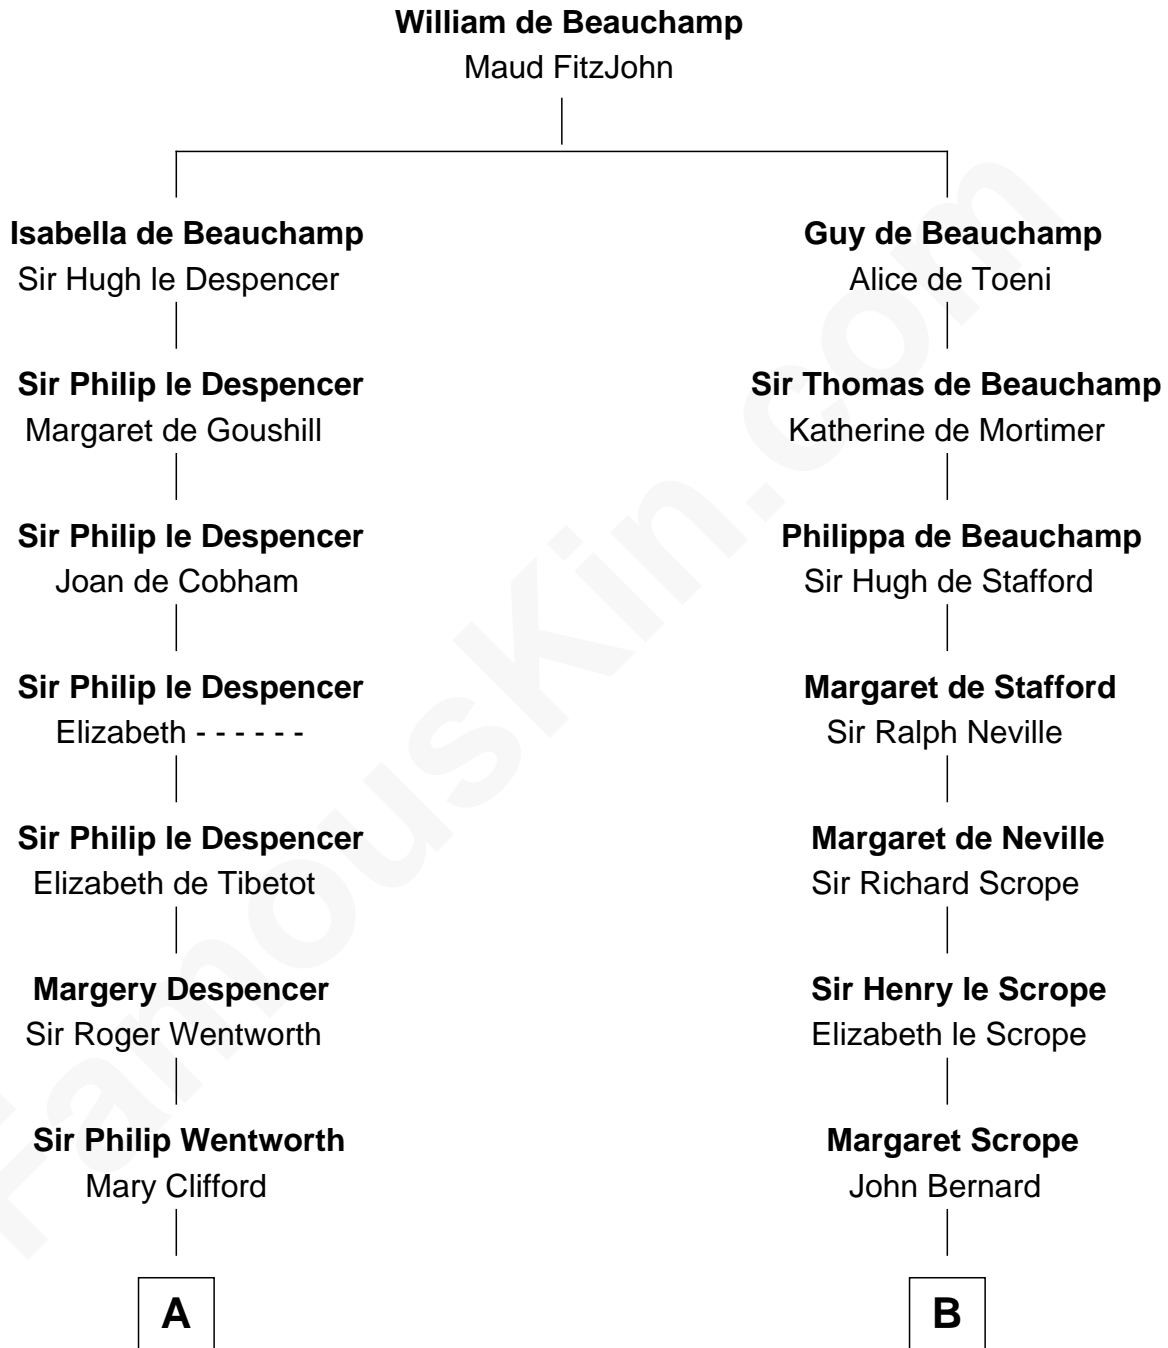 William de Beauchamp
Maud FitzJohn
Isabella de Beauchamp
Sir Hugh le Despencer
Guy de Beauchamp
Alice de Toeni
Sir Philip le Despencer
Margaret de Goushill
Sir Thomas de Beauchamp
Katherine de Mortimer
Sir Philip le Despencer
Joan de Cobham
Philippa de Beauchamp
Sir Hugh de Stafford
Sir Philip le Despencer
Elizabeth - - - - - -
Margaret de Stafford
Sir Ralph Neville
Sir Philip le Despencer
Elizabeth de Tibetot
Margaret de Neville
Sir Richard Scrope
Margery Despencer
Sir Roger Wentworth
Sir Henry le Scrope
Elizabeth le Scrope
Sir Philip Wentworth
Mary Clifford
Margaret Scrope
John Bernard
A
B
FamousKin.com